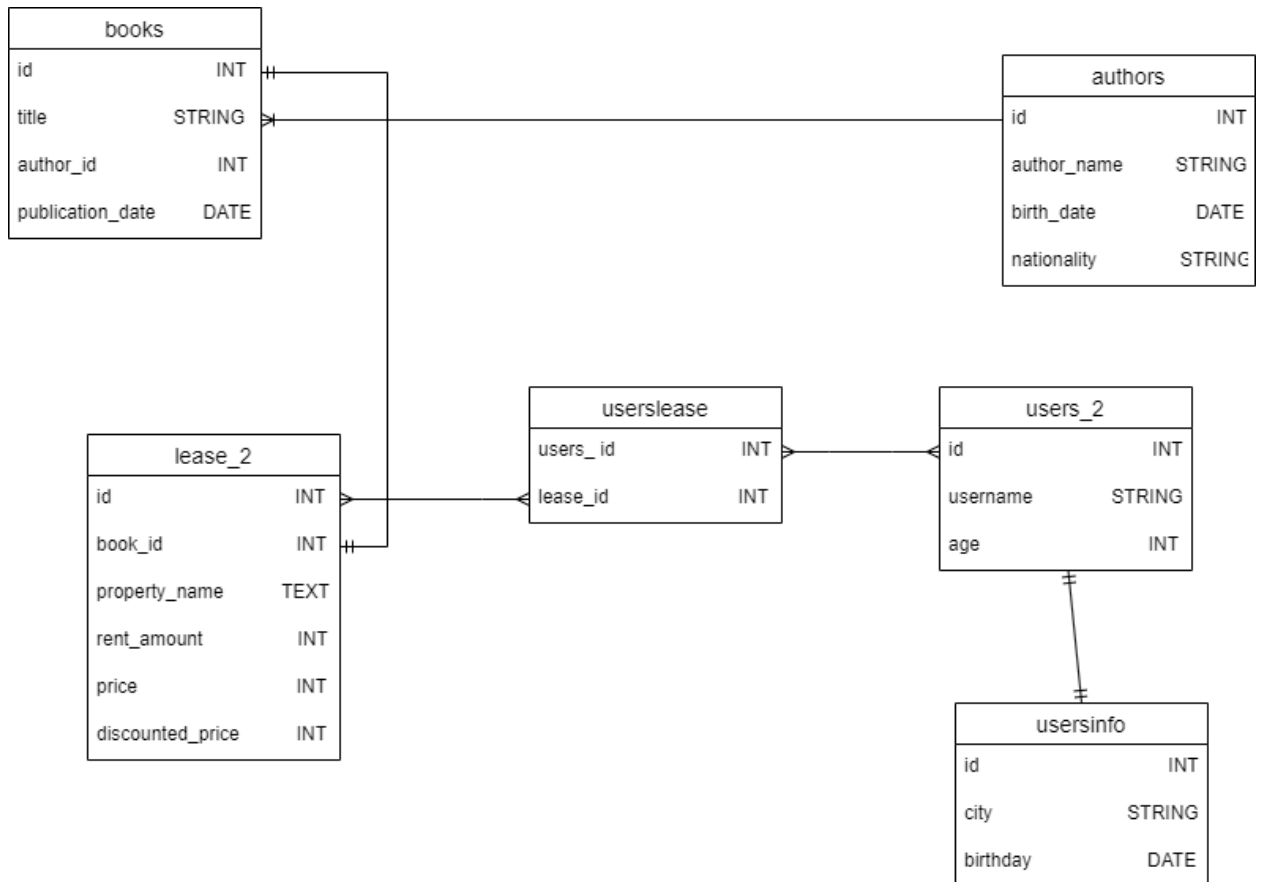 books
id INT
title STRING
author_id INT
publication_date DATE
authors
id INT
author_name STRING
birth_date DATE
nationality STRING
userslease
users_ id INT
lease_id INT
users_2
id INT
username STRING
age INT
lease_2
id INT
book_id INT
property_name TEXT
rent_amount INT
price INT
discounted_price INT
usersinfo
id INT
city STRING
birthday DATE